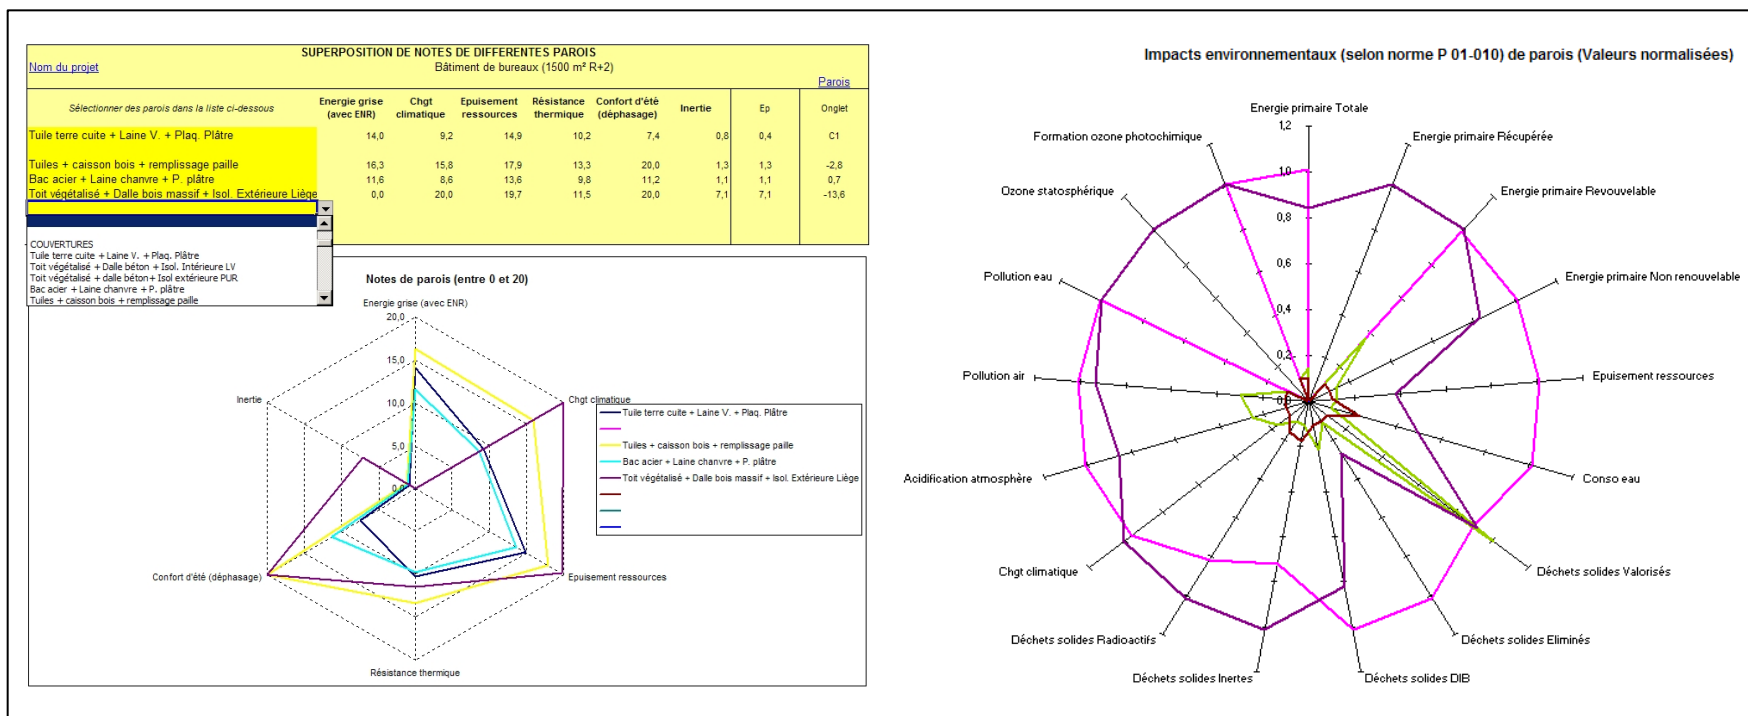 SUPERPOSITION DE NOTES DE DIFFERENTES PAROIS
Nom du projet
Bâtiment de bureaux (1500 m² R+2)
Parois
Sélectionner des parois dans la liste ci-dessous
Energie grise (avec ENR)
Chgt climatique
Epuisement ressources
Résistance thermique
Confort d'été (déphasage)
Inertie
Ep
Onglet
Tuile terre cuite + Laine V. + Plaq. Plâtre 14,0 9,2 14,9 10,2 7,4 0,8 0,4 C1
Tuiles + caisson bois + remplissage paille 16,3 15,8 17,9 13,3 20,0 1,3 1,3 -2,8
Bac acier + Laine chanvre + P. plâtre 11,6 8,6 13,6 9,8 11,2 1,1 1,1 0,7
Toit végétalisé + Dalle bois massif + Isol. Extérieure Liège 0,0 20,0 19,7 11,5 20,0 7,1 7,1 -13,6
COUVERTURES
Tuile terre cuite + Laine V. + Plaq. Plâtre
Toit végétalisé + Dalle béton + Isol. Intérieure LV
Toit végétalisé + dalle béton+ Isol extérieure PUR
Bac acier + Laine chanvre + P. plâtre
Tuiles + caisson bois + remplissage paille
Notes de parois (entre 0 et 20)
Energie grise (avec ENR)
20,0
15,0
10,0
5,0
0,0
Chgt climatique
Epuisement ressources
Résistance thermique
Confort d'été (déphasage)
Inertie
Tuile terre cuite + Laine V. + Plaq. Plâtre
Tuiles + caisson bois + remplissage paille
Bac acier + Laine chanvre + P. plâtre
Toit végétalisé + Dalle bois massif + Isol. Extérieure Liège
Impacts environnementaux (selon norme P 01-010) de parois (Valeurs normalisées)
Energie primaire Totale
1,2
1,0
0,8
0,6
0,4
0,2
0,0
Energie primaire Récupérée
Energie primaire Revouvelable
Energie primaire Non renouvelable
Epuisement ressources
Conso eau
Déchets solides Valorisés
Déchets solides Eliminés
Déchets solides DIB
Déchets solides Inertes
Déchets solides Radioactifs
Chgt climatique
Acidification atmosphère
Pollution air
Pollution eau
Ozone statosphérique
Formation ozone photochimique